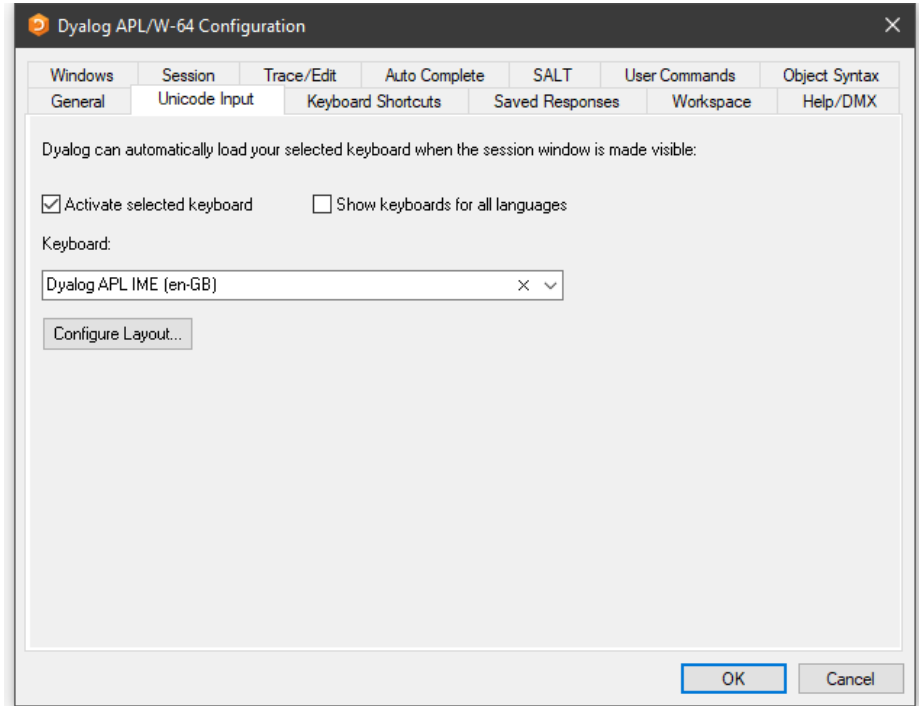 Dyalog APL/W-64 Configuration
Windows Session Trace/Edit Auto Complete SALT User Commands Object Syntax
General Unicode Input Keyboard Shortcuts Saved Responses Workspace Help/DMX
Dyalog can automatically load your selected keyboard when the session window is made visible:
Activate selected keyboard Show keyboards for all languages
Keyboard:
Dyalog APL IME (en-GB)
Configure Layout...
OK Cancel